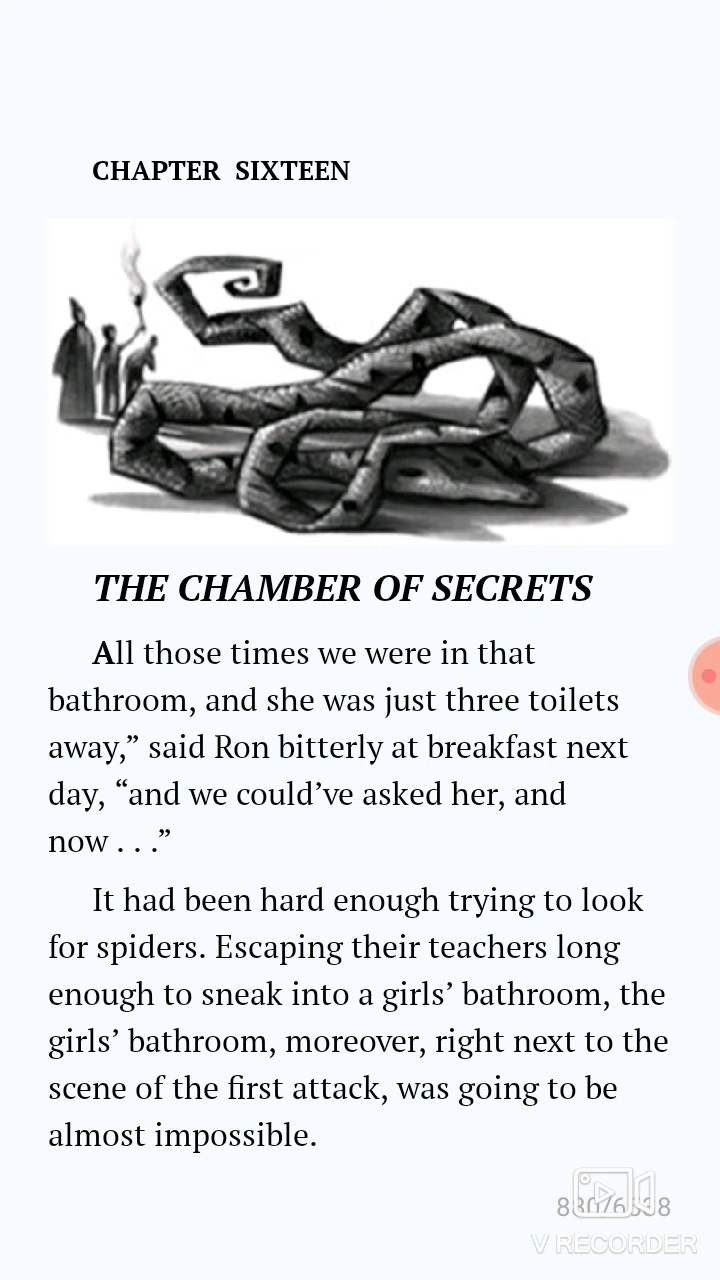 CHAPTER SIXTEEN
THE CHAMBER OF SECRETS
All those times we were in that
bathroom, and she was just three toilets
away,” said Ron bitterly at breakfast next
day, “and we could’ve asked her, and
now . . .”
It had been hard enough trying to look
for spiders. Escaping their teachers long
enough to sneak into a girls’ bathroom, the
girls’ bathroom, moreover, right next to the
scene of the first attack, was going to be
almost impossible.
V RECORDER